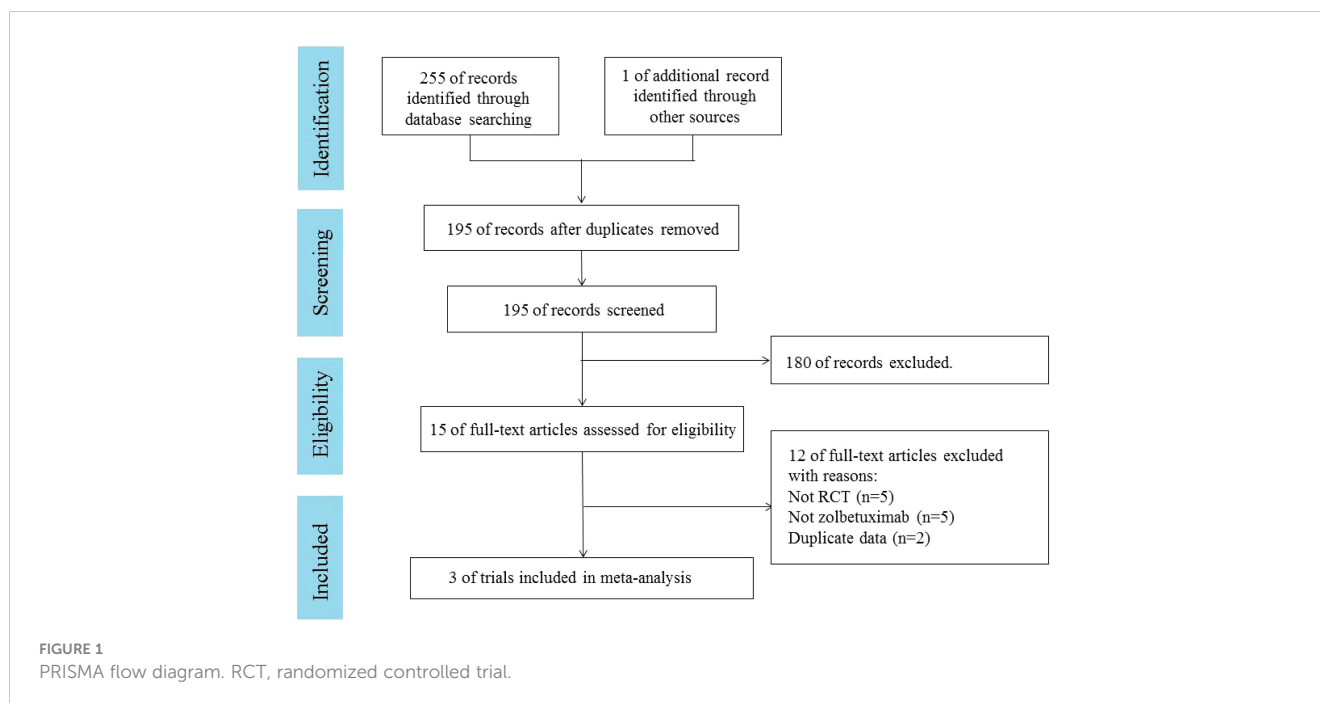 Identification
255 of records
identified through
database searching
1 of additional record
identified through
other sources
Screening
195 of records after duplicates removed
195 of records screened
180 of records excluded.
Eligibility
15 of full-text articles assessed for eligibility
12 of full-text articles excluded
with reasons:
Not RCT (n=5)
Not zolbetuximab (n=5)
Duplicate data (n=2)
Included
3 of trials included in meta-analysis
FIGURE 1
PRISMA flow diagram. RCT, randomized controlled trial.